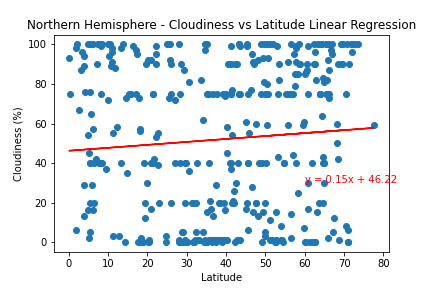 Northern Hemisphere - Cloudiness vs Latitude Linear Regression
100
80
60
40
20
0
Cloudiness (%)
y = 0.15x + 46.22
0 10 20 30 40 50 60 70 80
Latitude